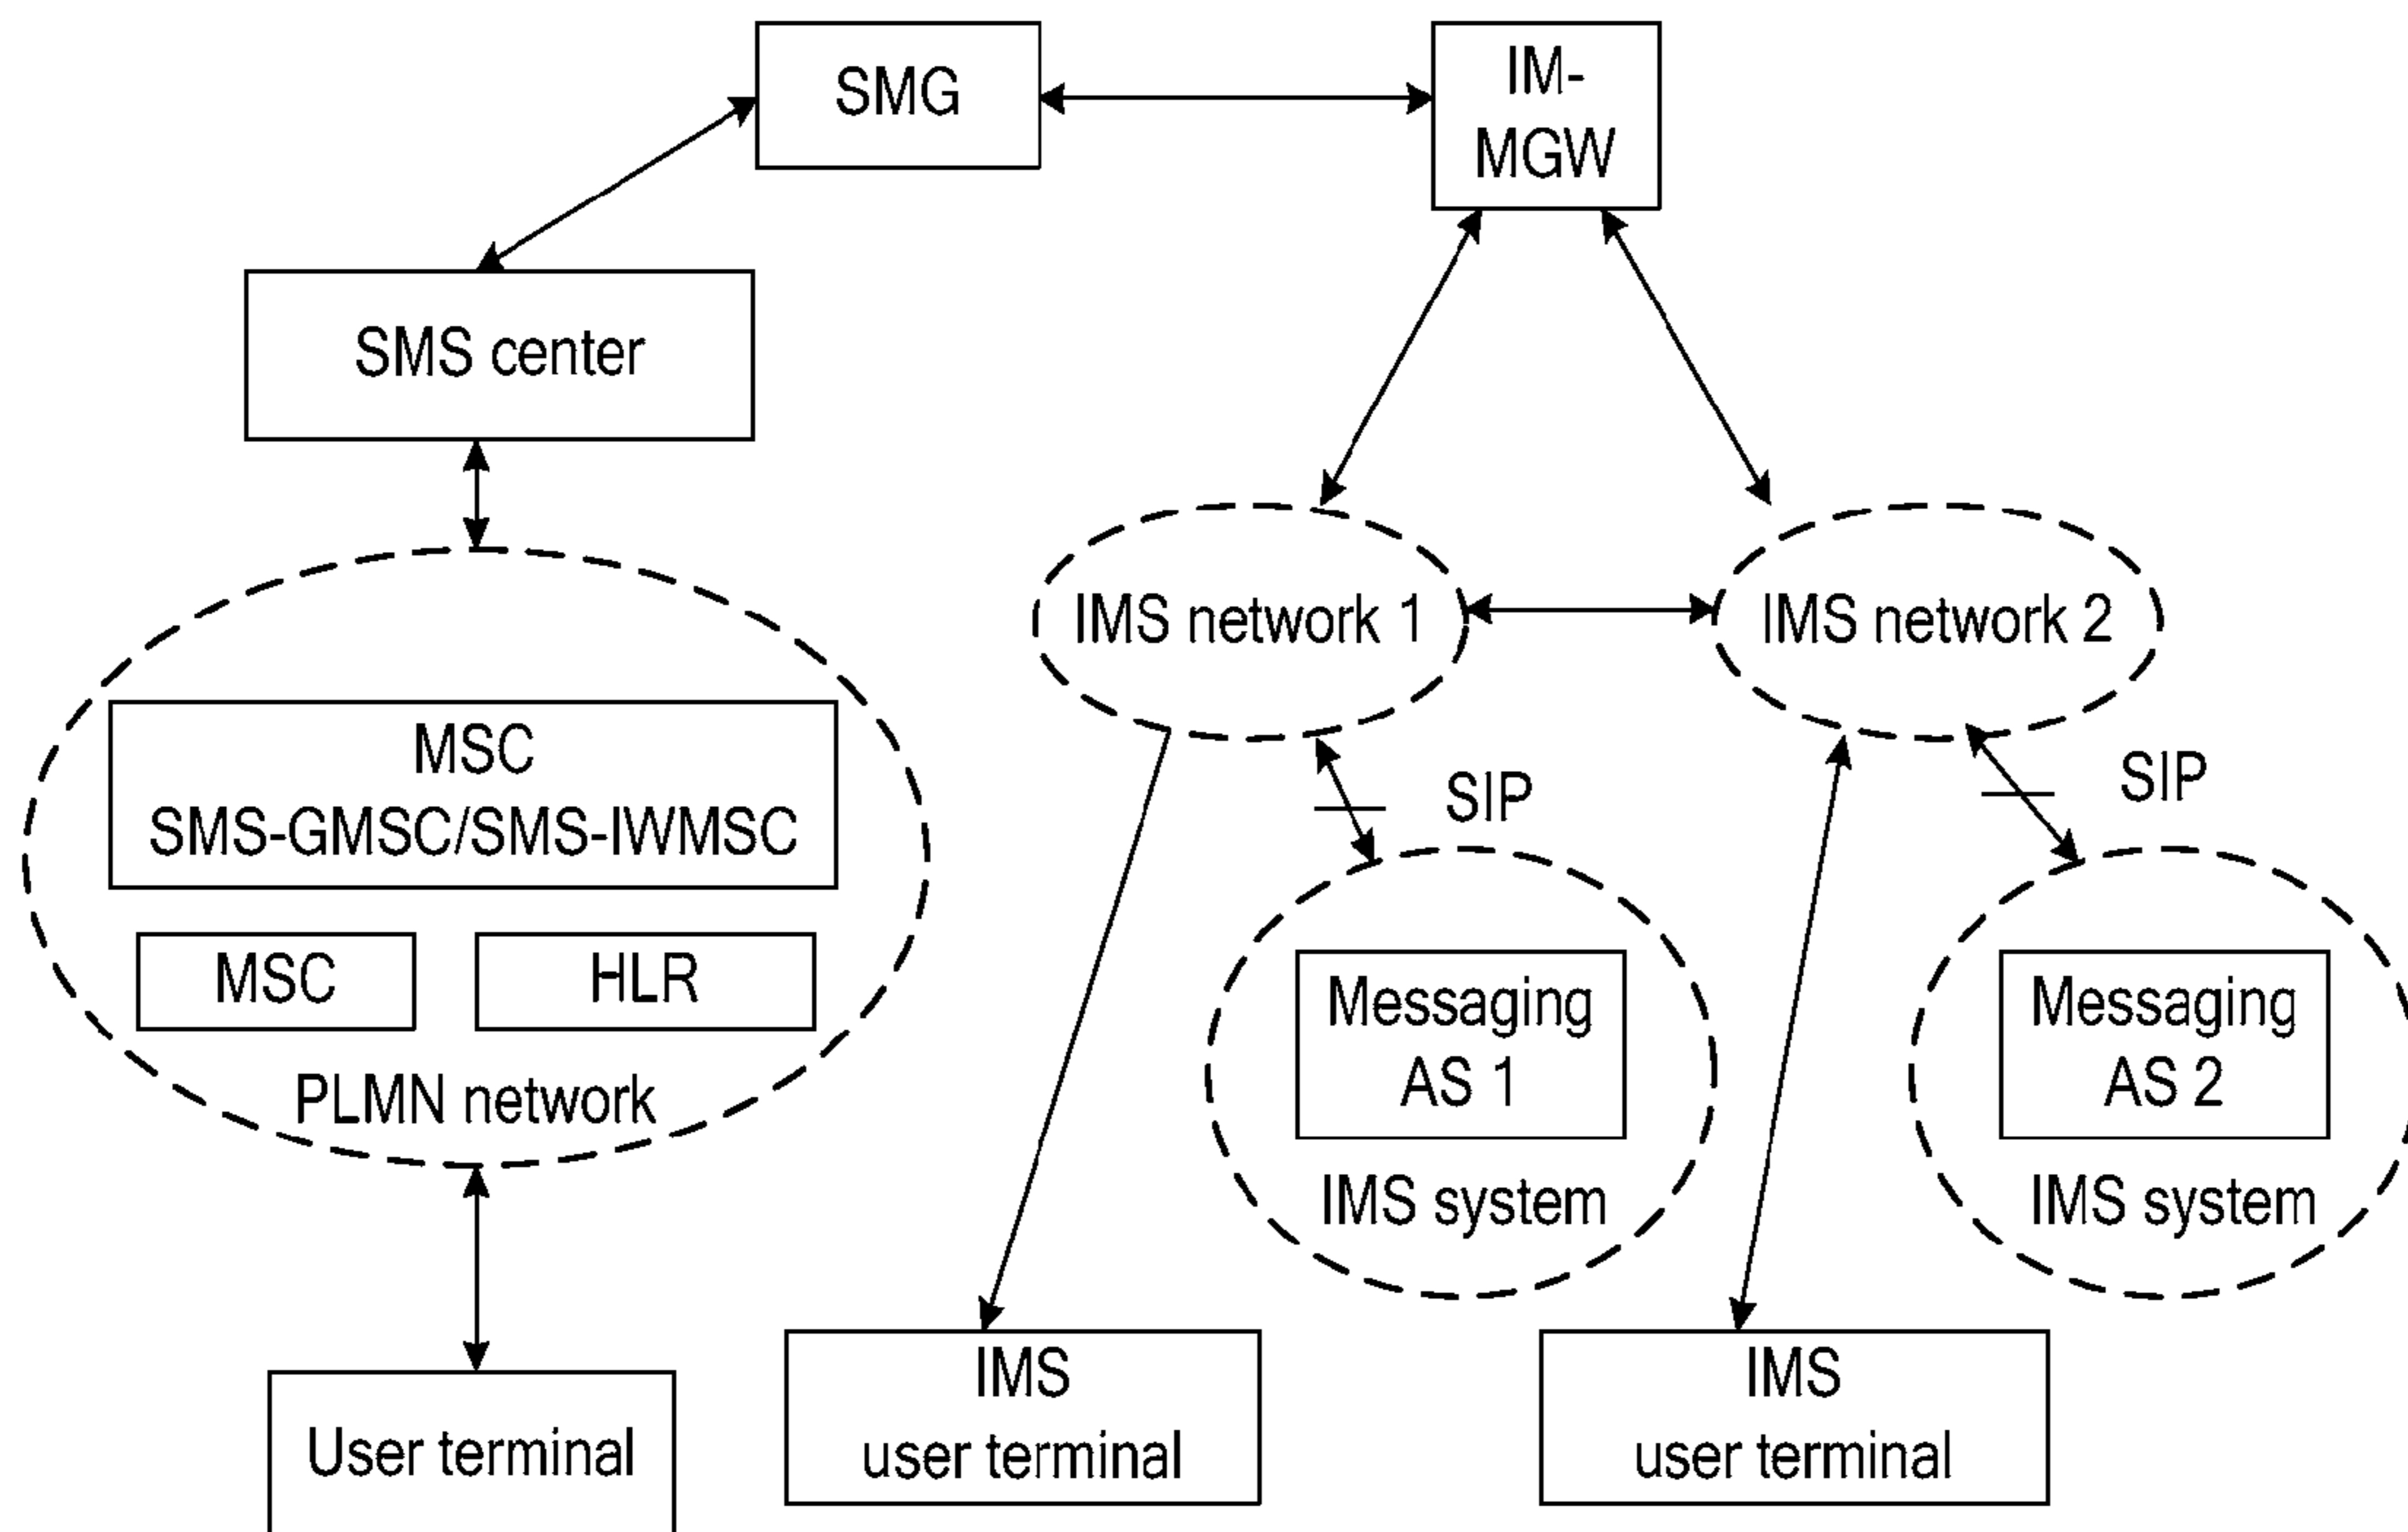 SMG
IM-
MGW
SMS center
IMS network 1
IMS network 2
MSC
SMS-GMSC/SMS-IWMSC
SIP
SIP
MSC
HLR
PLMN network
Messaging
AS 1
IMS system
Messaging
AS 2
IMS system
User terminal
IMS
user terminal
IMS
user terminal